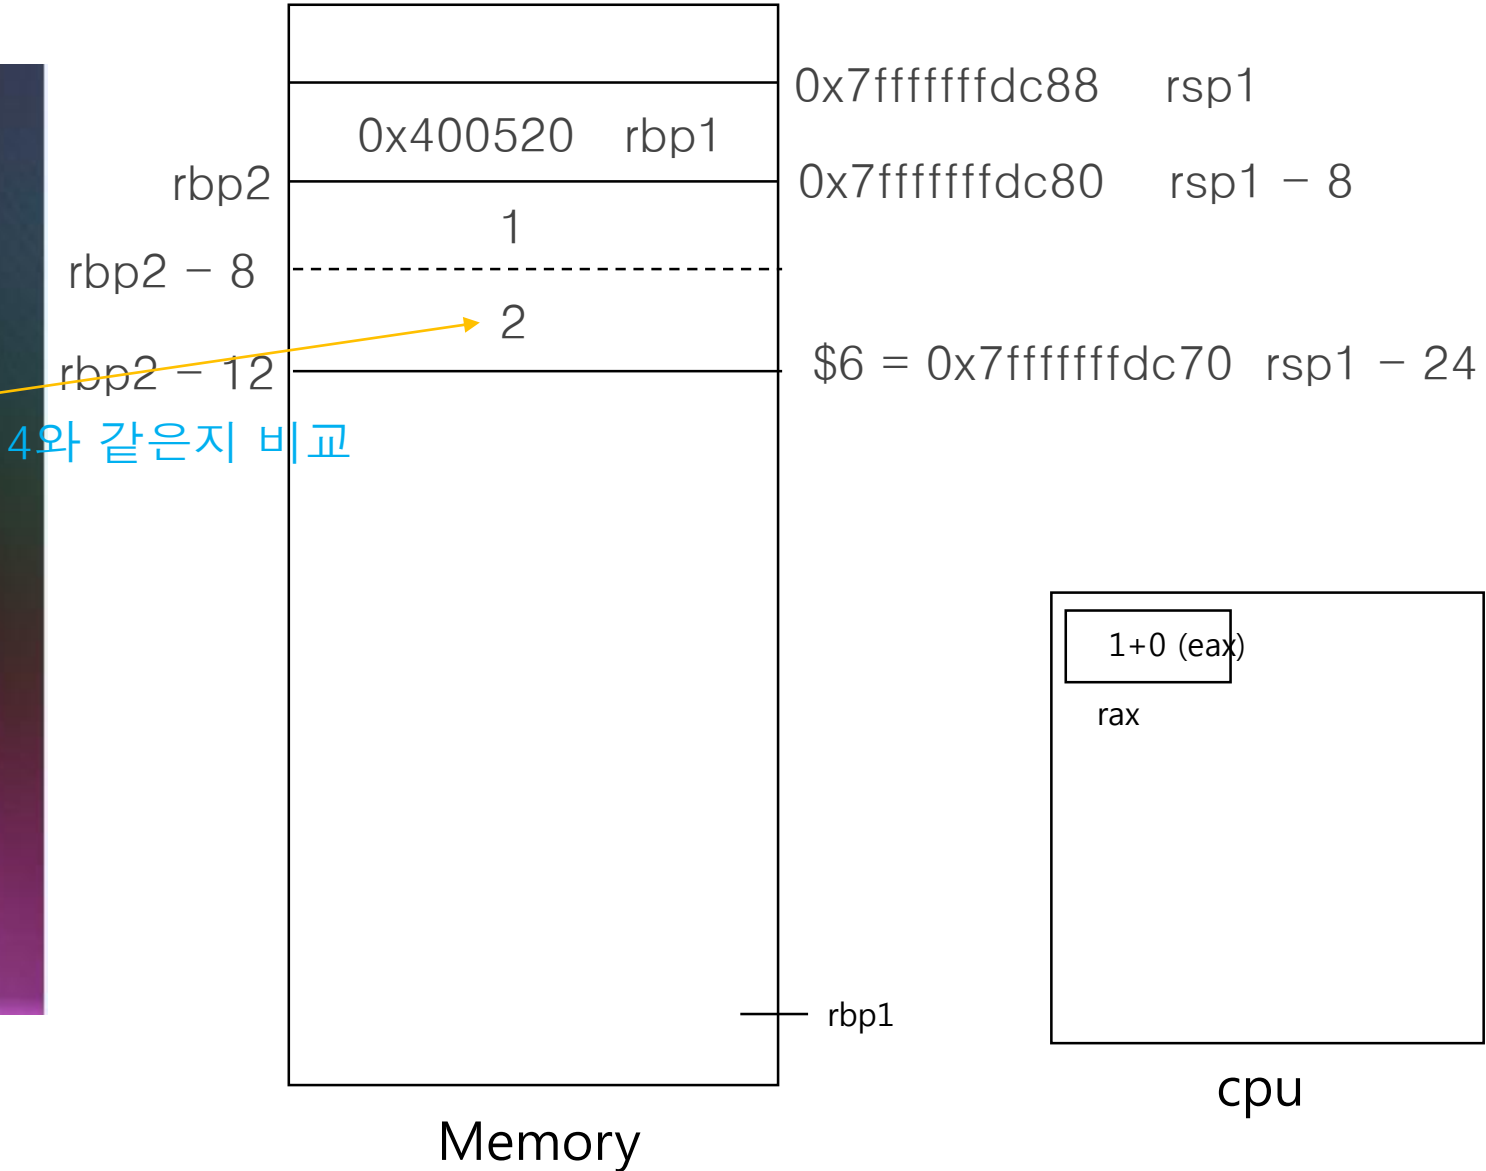 0x7fffffffdc88 rsp1
0x400520 rbp1
rbp2
0x7fffffffdc80 rsp1 − 8
1
rbp2 − 8
2
rbp2 − 12
$6 = 0x7fffffffdc70 rsp1 − 24
4와 같은지 비교
1+0 (eax)
rax
rbp1
cpu
Memory